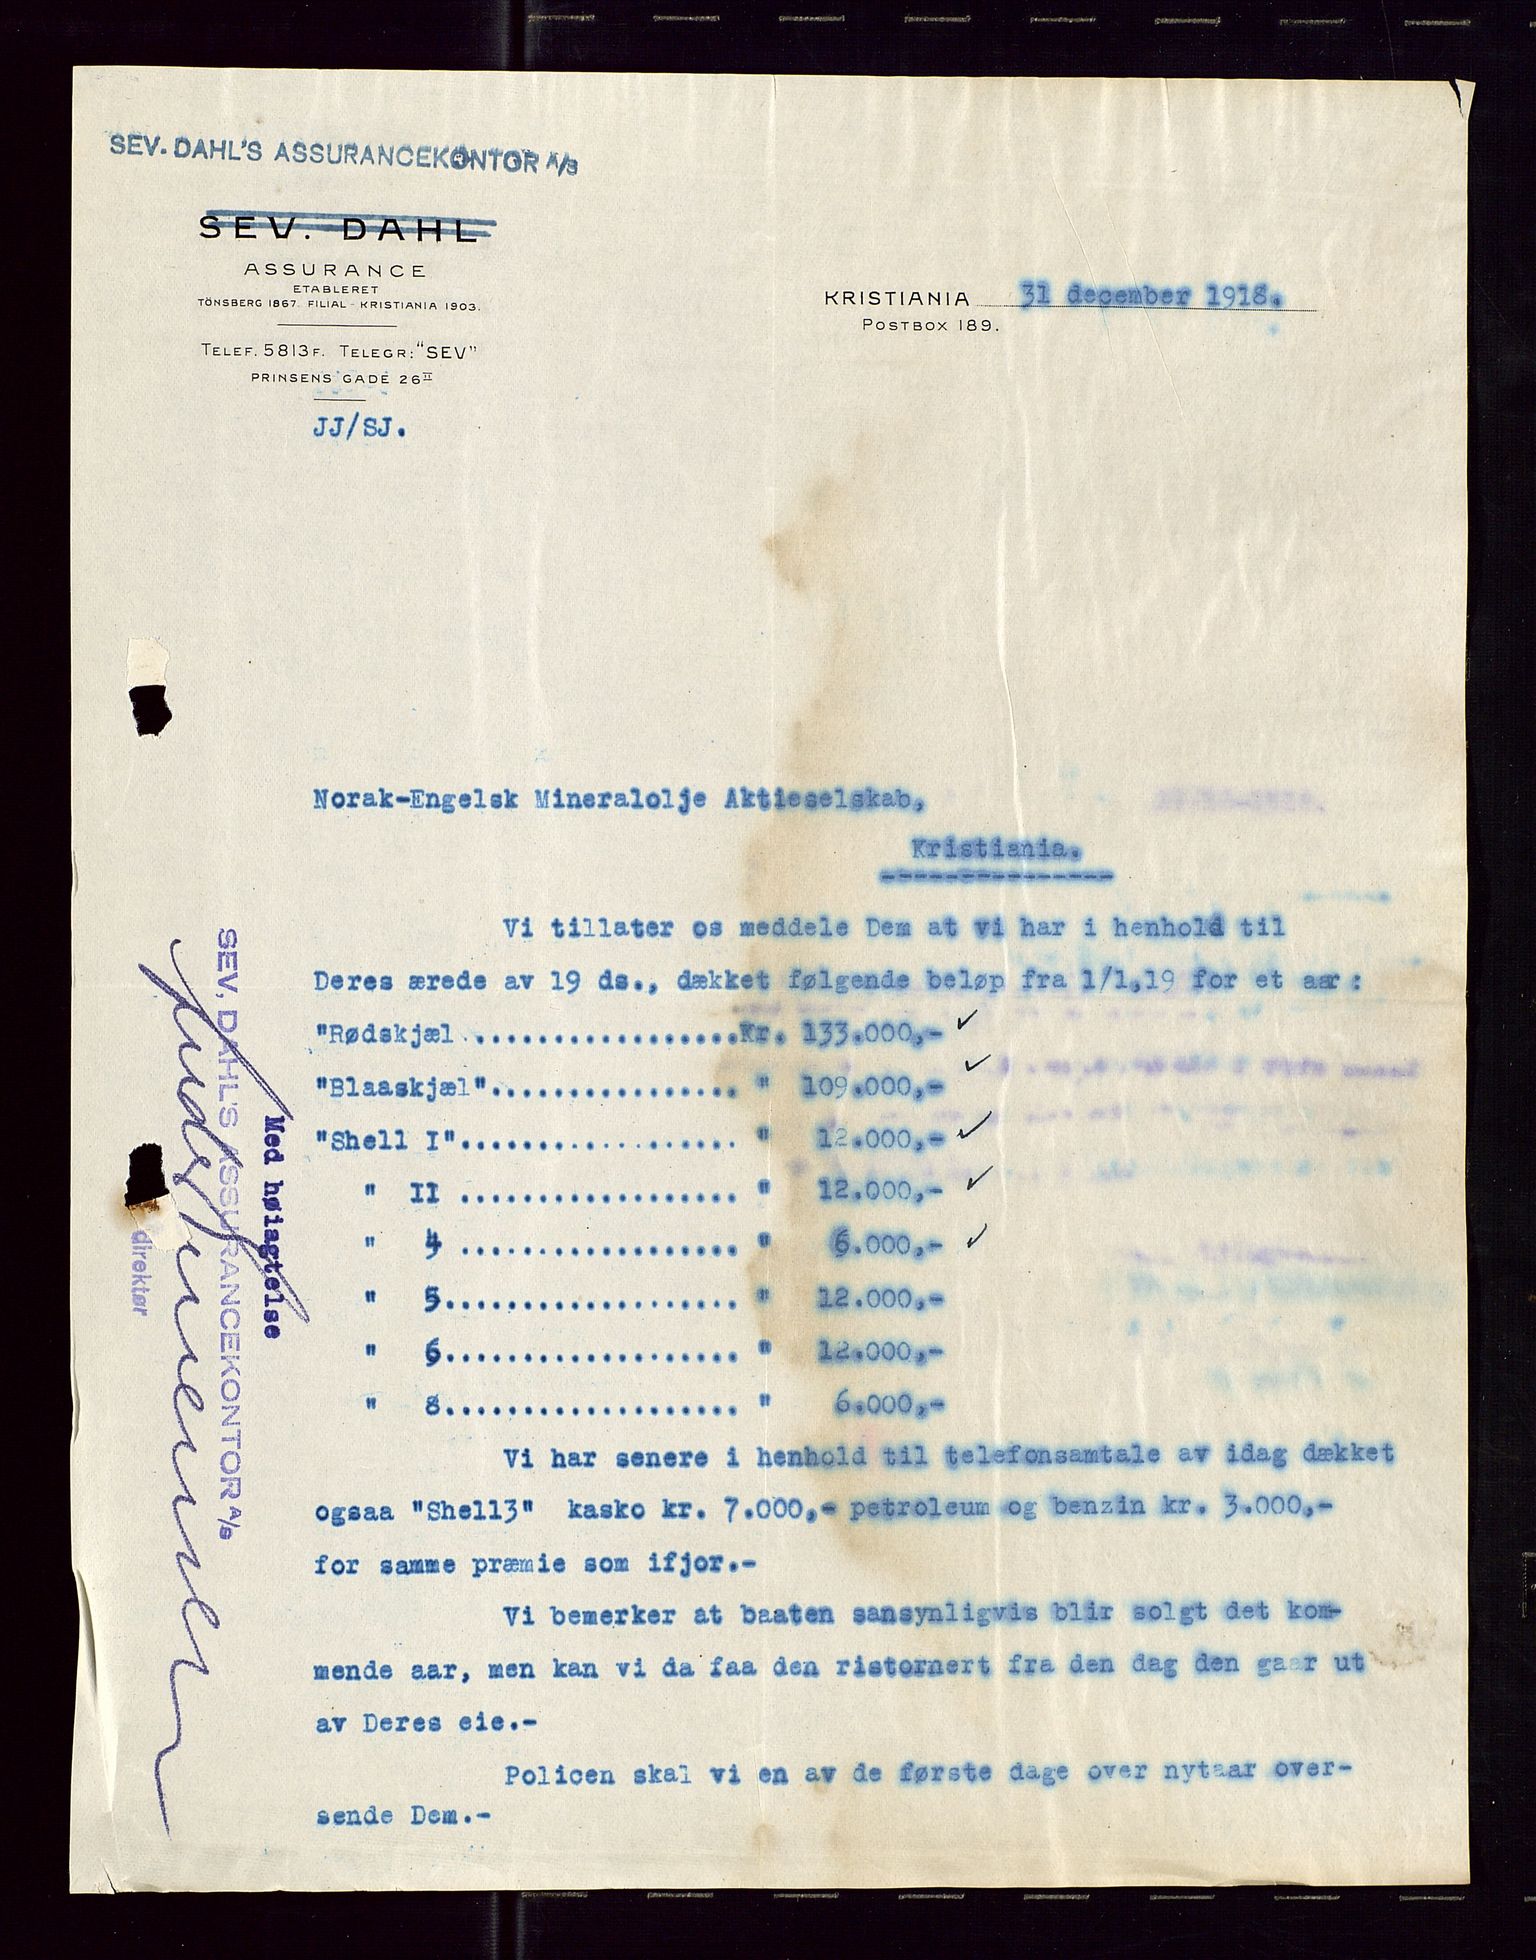 SEV. DAHL'S ASSURANCEKONTOR A/S
SEV. DAHL
ASSURANCE
ETABLERET
TÖNSBERG 1867. FILIAL - KRISTIANIA 1903.
TELEF. 5813F. TELEGR: "SEV"
PRINSENS GADE 26II
JJ/SJ.
KRISTIANIA 31 december 1918.
POSTBOX 189.
Norak-Engelsk Mineralolje Aktieselskab,
Kristiania.
---------------
Vi tillater os meddele Dem at vi har i henhold til
Deres ærede av 19 ds., dækket følgende beløp fra 1/1.19 for et aar:
"Rødskjæl .................Kr. 133.000,- ✓
"Blaaskjæl"................ " 109.000,- ✓
"Shell I".................. " 12.000,- ✓
" II .................. " 12.000,- ✓
" 4 .................. " 6.000,- ✓
" 5................... " 12.000,-
" 6................... " 12.000,-
" 8................... " 6.000,-
Vi har senere i henhold til telefonsamtale av idag dækket
ogsaa "Shell3" kasko kr. 7.000,- petroleum og benzin kr. 3.000,-
for samme præmie som ifjor.-
Vi bemerker at baaten sansynligvis blir solgt det kom-
mende aar, men kan vi da faa den ristornert fra den dag den gaar ut
av Deres eie.-
Policen skal vi en av de første dage over nytaar over-
sende Dem.-
Med høiagtelse
SEV. DAHL'S ASSURANCEKONTOR A/S
direktør